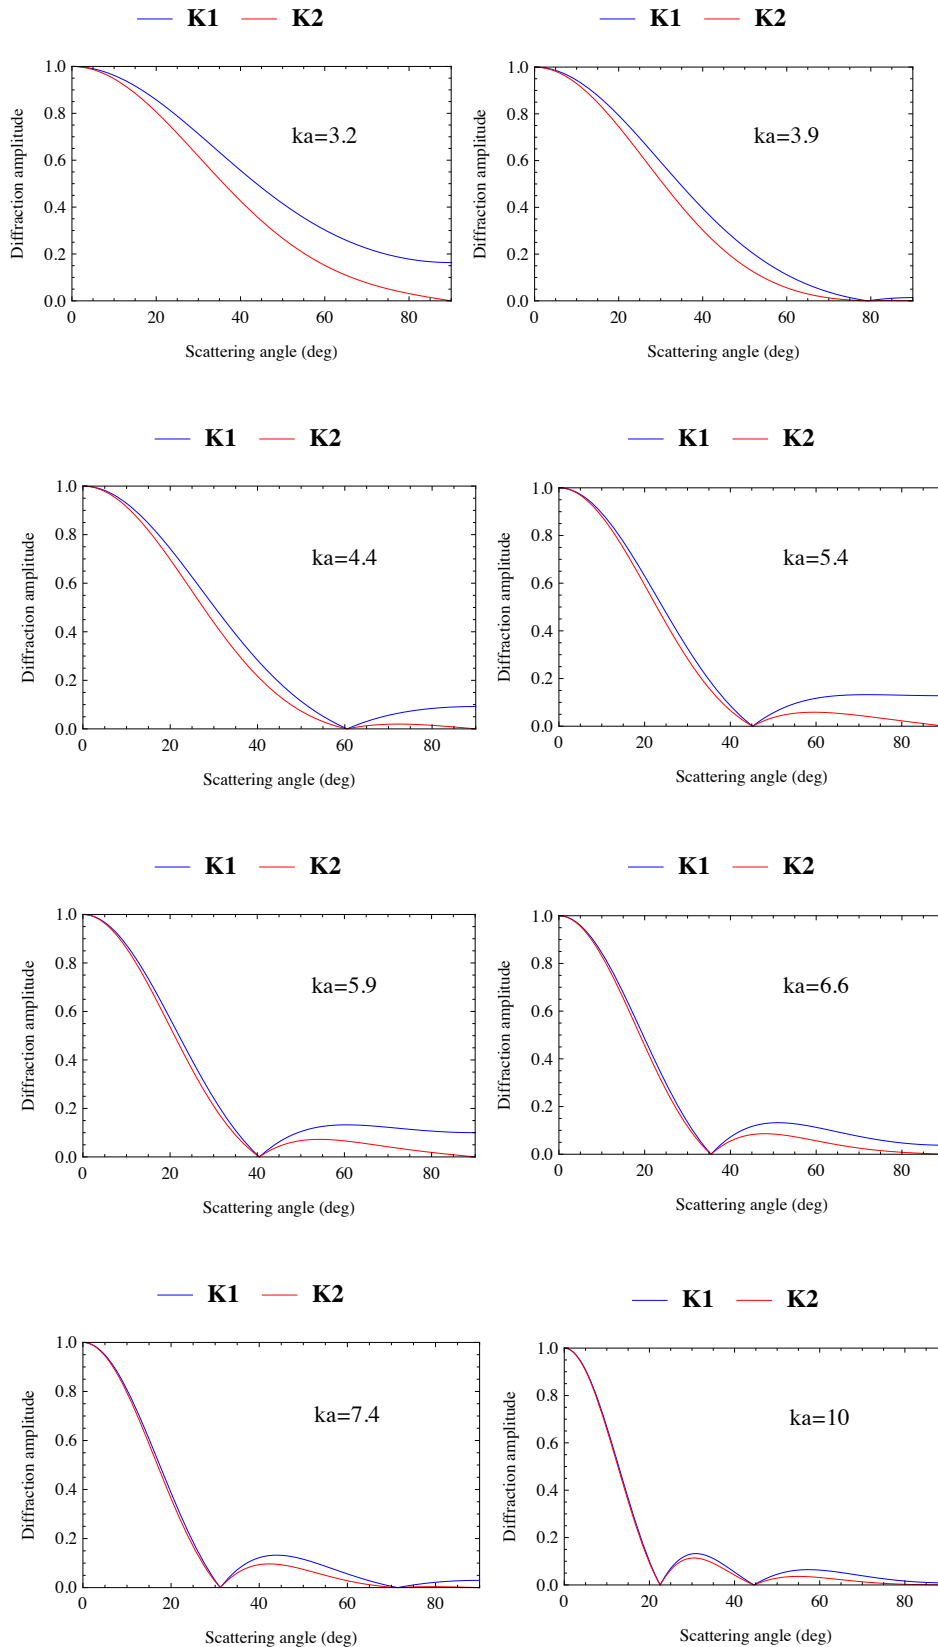 K1 K2 K1 K2
1.0 0.8 0.6 0.4 0.2 0.0
Diffraction amplitude
ka=3.2
0 20 40 60 80
Scattering angle (deg)
1.0 0.8 0.6 0.4 0.2 0.0
Diffraction amplitude
ka=3.9
0 20 40 60 80
Scattering angle (deg)
K1 K2 K1 K2
1.0 0.8 0.6 0.4 0.2 0.0
Diffraction amplitude
ka=4.4
0 20 40 60 80
Scattering angle (deg)
1.0 0.8 0.6 0.4 0.2 0.0
Diffraction amplitude
ka=5.4
0 20 40 60 80
Scattering angle (deg)
K1 K2 K1 K2
1.0 0.8 0.6 0.4 0.2 0.0
Diffraction amplitude
ka=5.9
0 20 40 60 80
Scattering angle (deg)
1.0 0.8 0.6 0.4 0.2 0.0
Diffraction amplitude
ka=6.6
0 20 40 60 80
Scattering angle (deg)
K1 K2 K1 K2
1.0 0.8 0.6 0.4 0.2 0.0
Diffraction amplitude
ka=7.4
0 20 40 60 80
Scattering angle (deg)
1.0 0.8 0.6 0.4 0.2 0.0
Diffraction amplitude
ka=10
0 20 40 60 80
Scattering angle (deg)